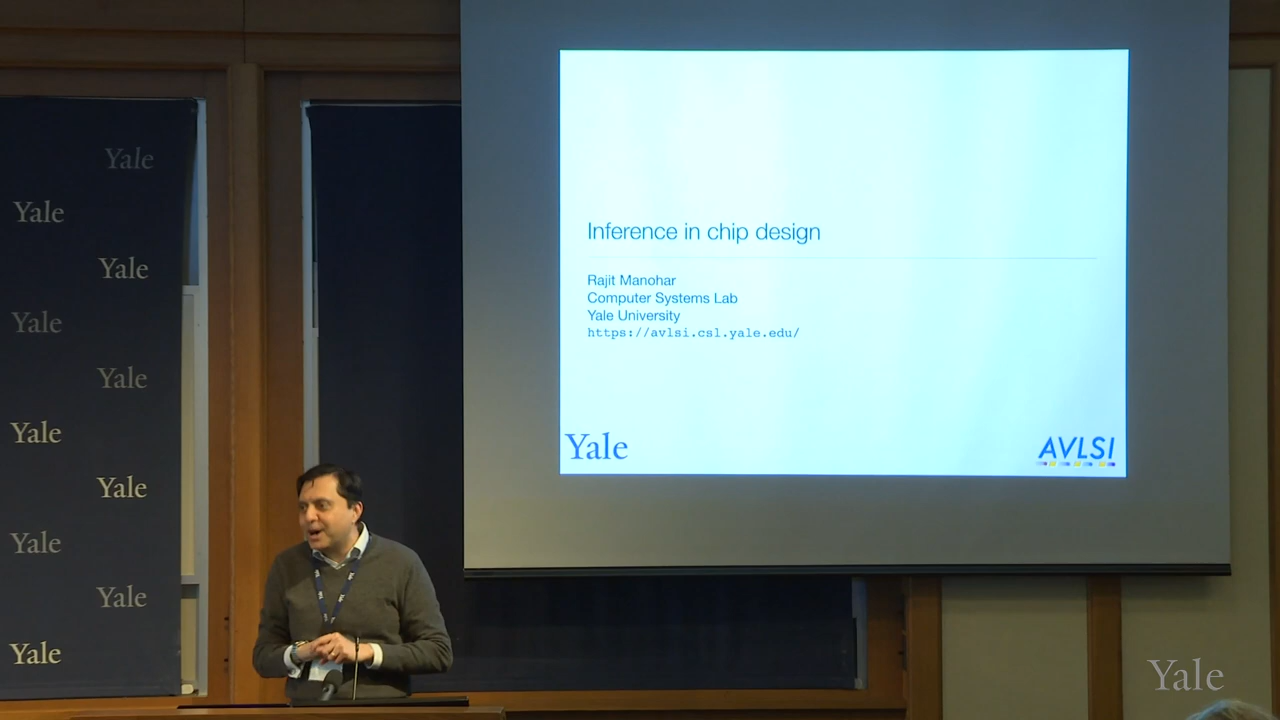 Yale
Yale
Yale
Yale
Yale
Yale
Yale
Yale
Yale
Yale
Inference in chip design
Rajit Manohar
Computer Systems Lab
Yale University
https://avlsi.csl.yale.edu/
Yale
AVLSI
Yale